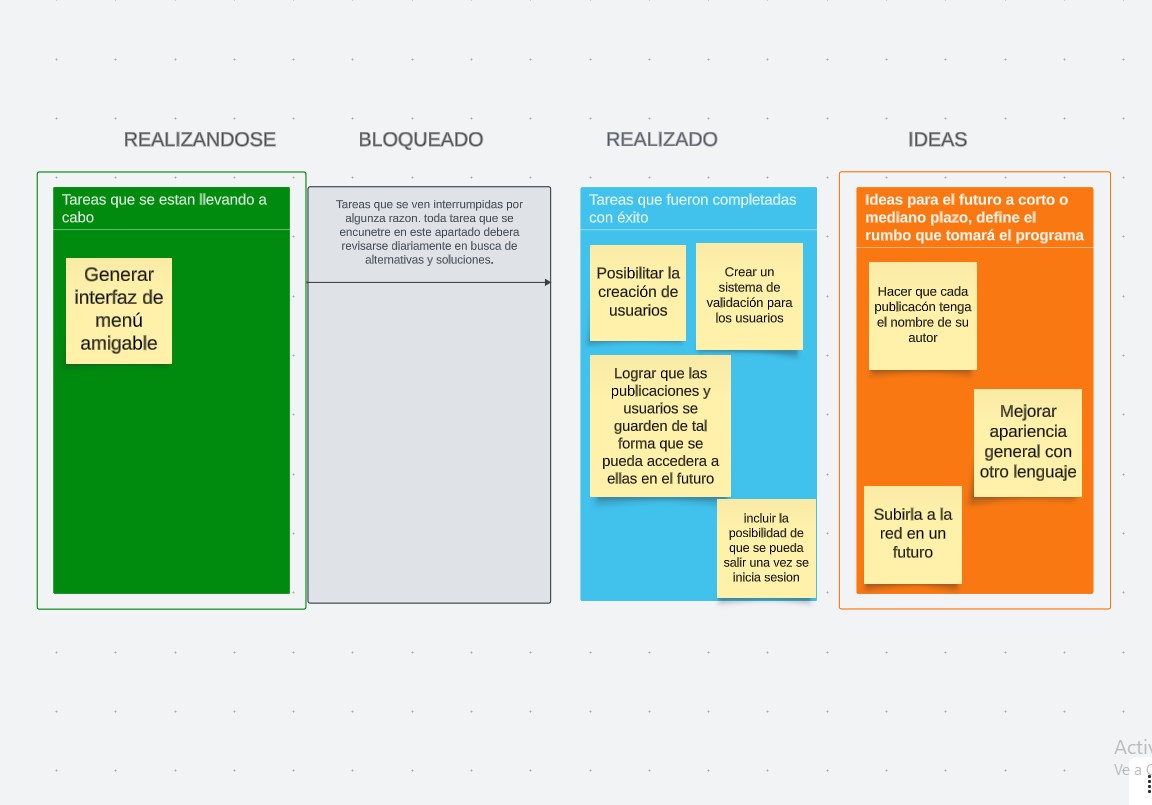 REALIZANDOSE
BLOQUEADO
REALIZADO
IDEAS
Tareas que se estan llevando a
cabo
Generar
interfaz de
menú
amigable
Tareas que se ven interrumpidas por
algunza razon. toda tarea que se
encunetre en este apartado debera
revisarse diariamente en busca de
alternativas y soluciones.
Tareas que fueron completadas
con éxito
Posibilitar la
creación de
usuarios
Crear un
sistema de
validación para
los usuarios
Lograr que las
publicaciones y
usuarios se
guarden de tal
forma que se
pueda accedera a
ellas en el futuro
incluir la
posibilidad de
que se pueda
salir una vez se
inicia sesion
Ideas para el futuro a corto o
mediano plazo, define el
rumbo que tomará el programa
Hacer que cada
publicacón tenga
el nombre de su
autor
Mejorar
apariencia
general con
otro lenguaje
Subirla a la
red en un
futuro
Activ
Ve a C